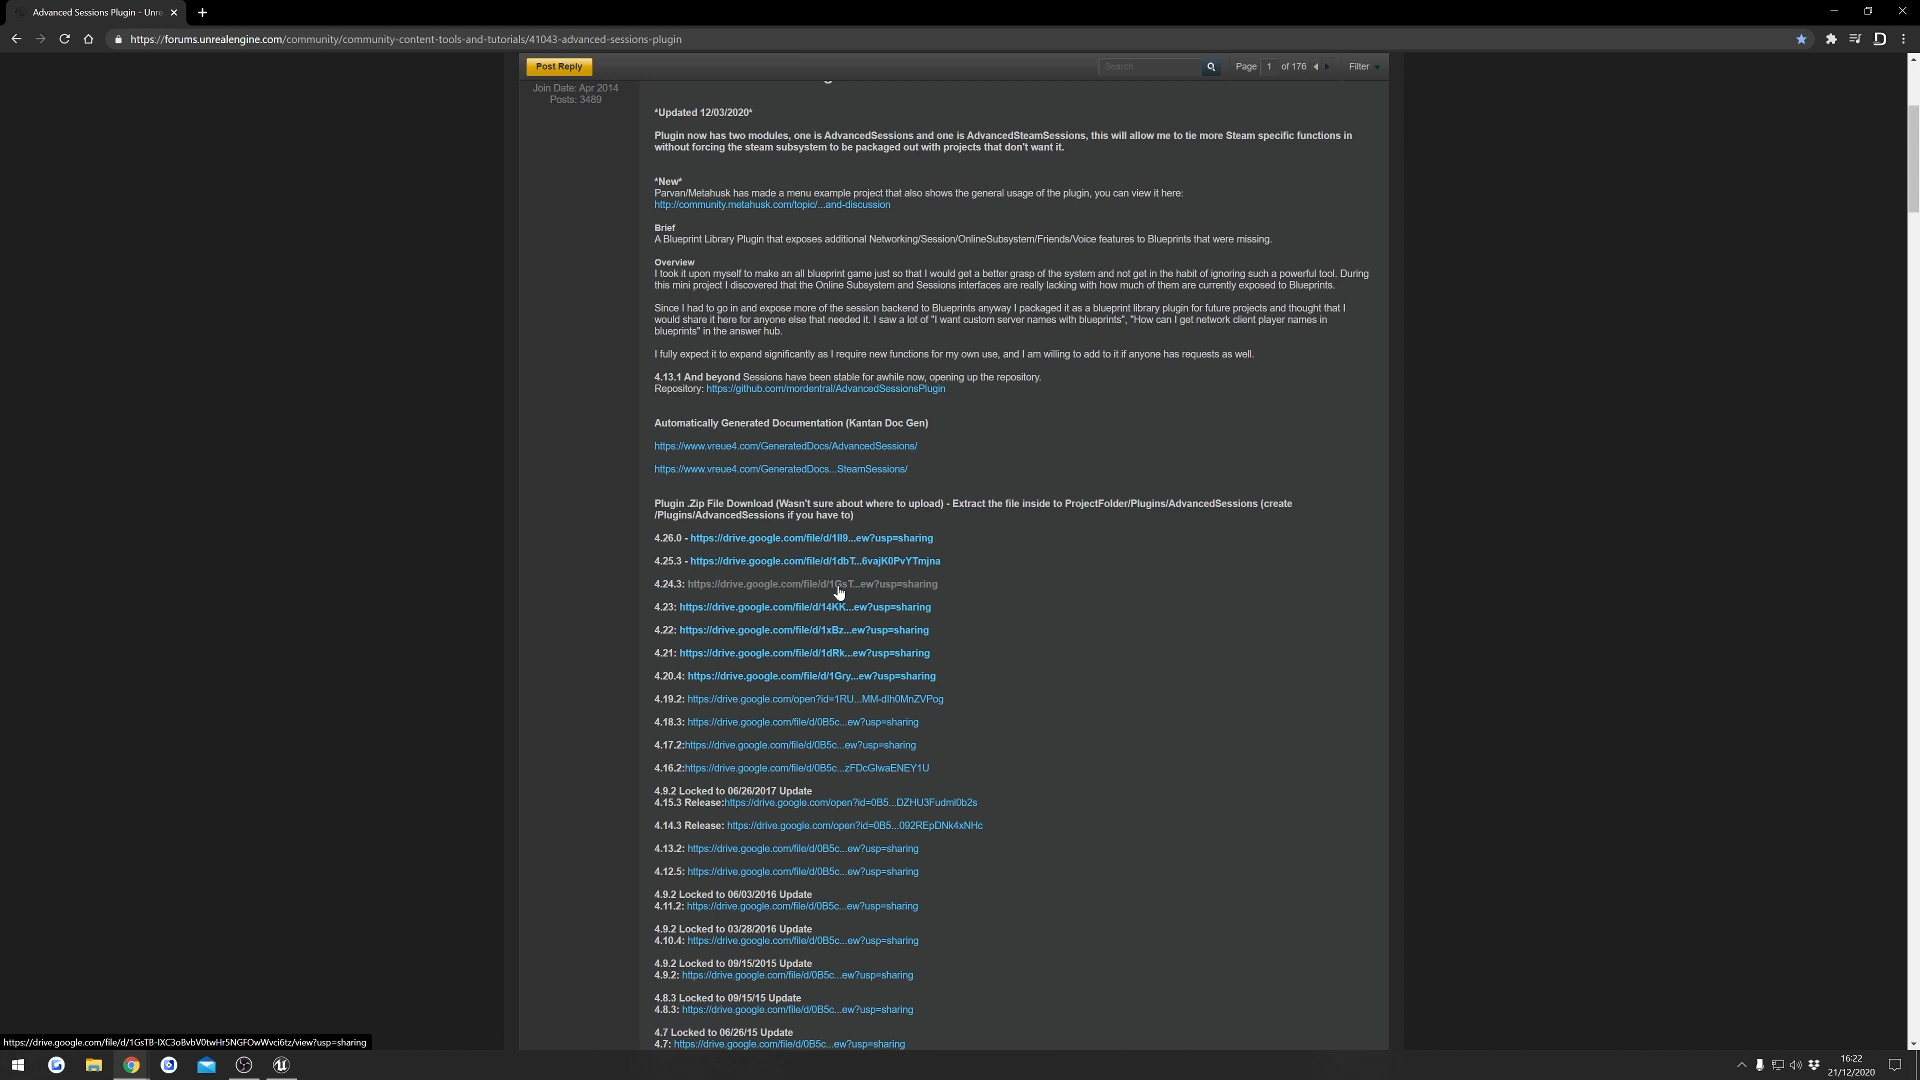 Advanced Sessions Plugin - Unre
https://forums.unrealengine.com/community/community-content-tools-and-tutorials/41043-advanced-sessions-plugin
Post Reply
Search
Page 1 of 176
Filter
Join Date: Apr 2014
Posts: 3489
*Updated 12/03/2020*
Plugin now has two modules, one is AdvancedSessions and one is AdvancedSteamSessions, this will allow me to tie more Steam specific functions in
without forcing the steam subsystem to be packaged out with projects that don't want it.
*New*
Parvan/Metahusk has made a menu example project that also shows the general usage of the plugin, you can view it here:
http://community.metahusk.com/topic/...and-discussion
Brief
A Blueprint Library Plugin that exposes additional Networking/Session/OnlineSubsystem/Friends/Voice features to Blueprints that were missing.
Overview
I took it upon myself to make an all blueprint game just so that I would get a better grasp of the system and not get in the habit of ignoring such a powerful tool. During
this mini project I discovered that the Online Subsystem and Sessions interfaces are really lacking with how much of them are currently exposed to Blueprints.
Since I had to go in and expose more of the session backend to Blueprints anyway I packaged it as a blueprint library plugin for future projects and thought that I
would share it here for anyone else that needed it. I saw a lot of "I want custom server names with blueprints", "How can I get network client player names in
blueprints" in the answer hub.
I fully expect it to expand significantly as I require new functions for my own use, and I am willing to add to it if anyone has requests as well.
4.13.1 And beyond Sessions have been stable for awhile now, opening up the repository.
Repository: https://github.com/mordentral/AdvancedSessionsPlugin
Automatically Generated Documentation (Kantan Doc Gen)
https://www.vreue4.com/GeneratedDocs/AdvancedSessions/
https://www.vreue4.com/GeneratedDocs...SteamSessions/
Plugin .Zip File Download (Wasn't sure about where to upload) - Extract the file inside to ProjectFolder/Plugins/AdvancedSessions (create
/Plugins/AdvancedSessions if you have to)
4.26.0 - https://drive.google.com/file/d/1lI9...ew?usp=sharing
4.25.3 - https://drive.google.com/file/d/1dbT...6vajK0PvYTmjna
4.24.3: https://drive.google.com/file/d/1GsT...ew?usp=sharing
4.23: https://drive.google.com/file/d/14KK...ew?usp=sharing
4.22: https://drive.google.com/file/d/1xBz...ew?usp=sharing
4.21: https://drive.google.com/file/d/1dRk...ew?usp=sharing
4.20.4: https://drive.google.com/file/d/1Gry...ew?usp=sharing
4.19.2: https://drive.google.com/open?id=1RU...MM-dIh0MnZVPog
4.18.3: https://drive.google.com/file/d/0B5c...ew?usp=sharing
4.17.2:https://drive.google.com/file/d/0B5c...ew?usp=sharing
4.16.2:https://drive.google.com/file/d/0B5c...zFDcGlwaENEY1U
4.9.2 Locked to 06/26/2017 Update
4.15.3 Release:https://drive.google.com/open?id=0B5...DZHU3Fudml0b2s
4.14.3 Release: https://drive.google.com/open?id=0B5...092REpDNk4xNHc
4.13.2: https://drive.google.com/file/d/0B5c...ew?usp=sharing
4.12.5: https://drive.google.com/file/d/0B5c...ew?usp=sharing
4.9.2 Locked to 06/03/2016 Update
4.11.2: https://drive.google.com/file/d/0B5c...ew?usp=sharing
4.9.2 Locked to 03/28/2016 Update
4.10.4: https://drive.google.com/file/d/0B5c...ew?usp=sharing
4.9.2 Locked to 09/15/2015 Update
4.9.2: https://drive.google.com/file/d/0B5c...ew?usp=sharing
4.8.3 Locked to 09/15/15 Update
4.8.3: https://drive.google.com/file/d/0B5c...ew?usp=sharing
4.7 Locked to 06/26/15 Update
4.7: https://drive.google.com/file/d/0B5c...ew?usp=sharing
https://drive.google.com/file/d/1GsTB-IXC3oBvbV0twHr5NGFOwWvci6tz/view?usp=sharing
16:22
21/12/2020